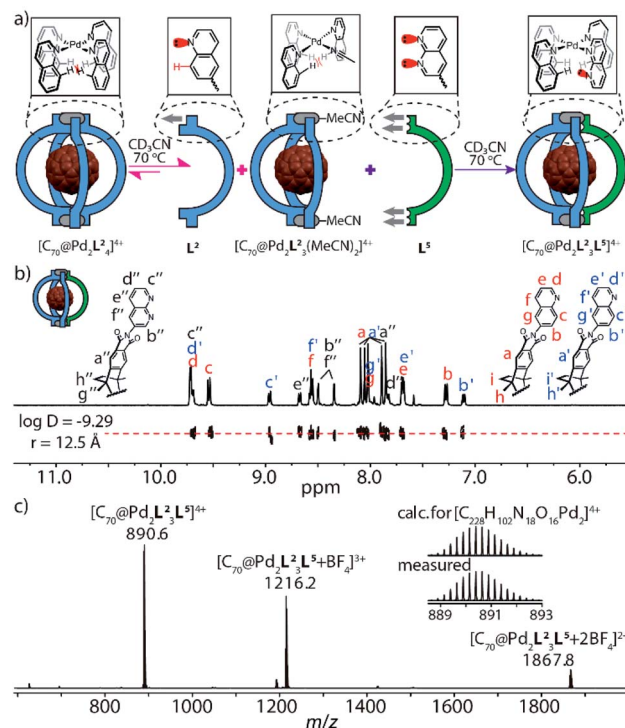 a)
Pd
H H
H
Pd
H
Pd
H
MeCN
CD3CN
70 °C
+
+
CD3CN
70 °C
MeCN
[C70@Pd2L²4]⁴⁺
L²
[C70@Pd2L²3(MeCN)2]⁴⁺
L⁵
[C70@Pd2L²3L⁵]⁴⁺
b)
d" c"
e" N
f" N
b"
O N O
a"
h"
g"
c"
d'
d
c
c'
e"
f'
f
b"
f"
a a' a"
g'
g
d"
e'
e
b
b'
e d
f N
g c
b
O N O
a
i
h
e' d'
f' N
g' c'
b'
O N O
a'
i'
h'
log D = -9.29
r = 12.5 Å
11.0 10.0 9.0 8.0 7.0 6.0
ppm
c)
[C70@Pd2L²3L⁵]⁴⁺
890.6
[C70@Pd2L²3L⁵+BF4]³⁺
1216.2
calc.for [C228H102N18O16Pd2]⁴⁺
measured
889 891 893
[C70@Pd2L²3L⁵+2BF4]²⁺
1867.8
800 1000 1200 1400 1600 1800
m/z